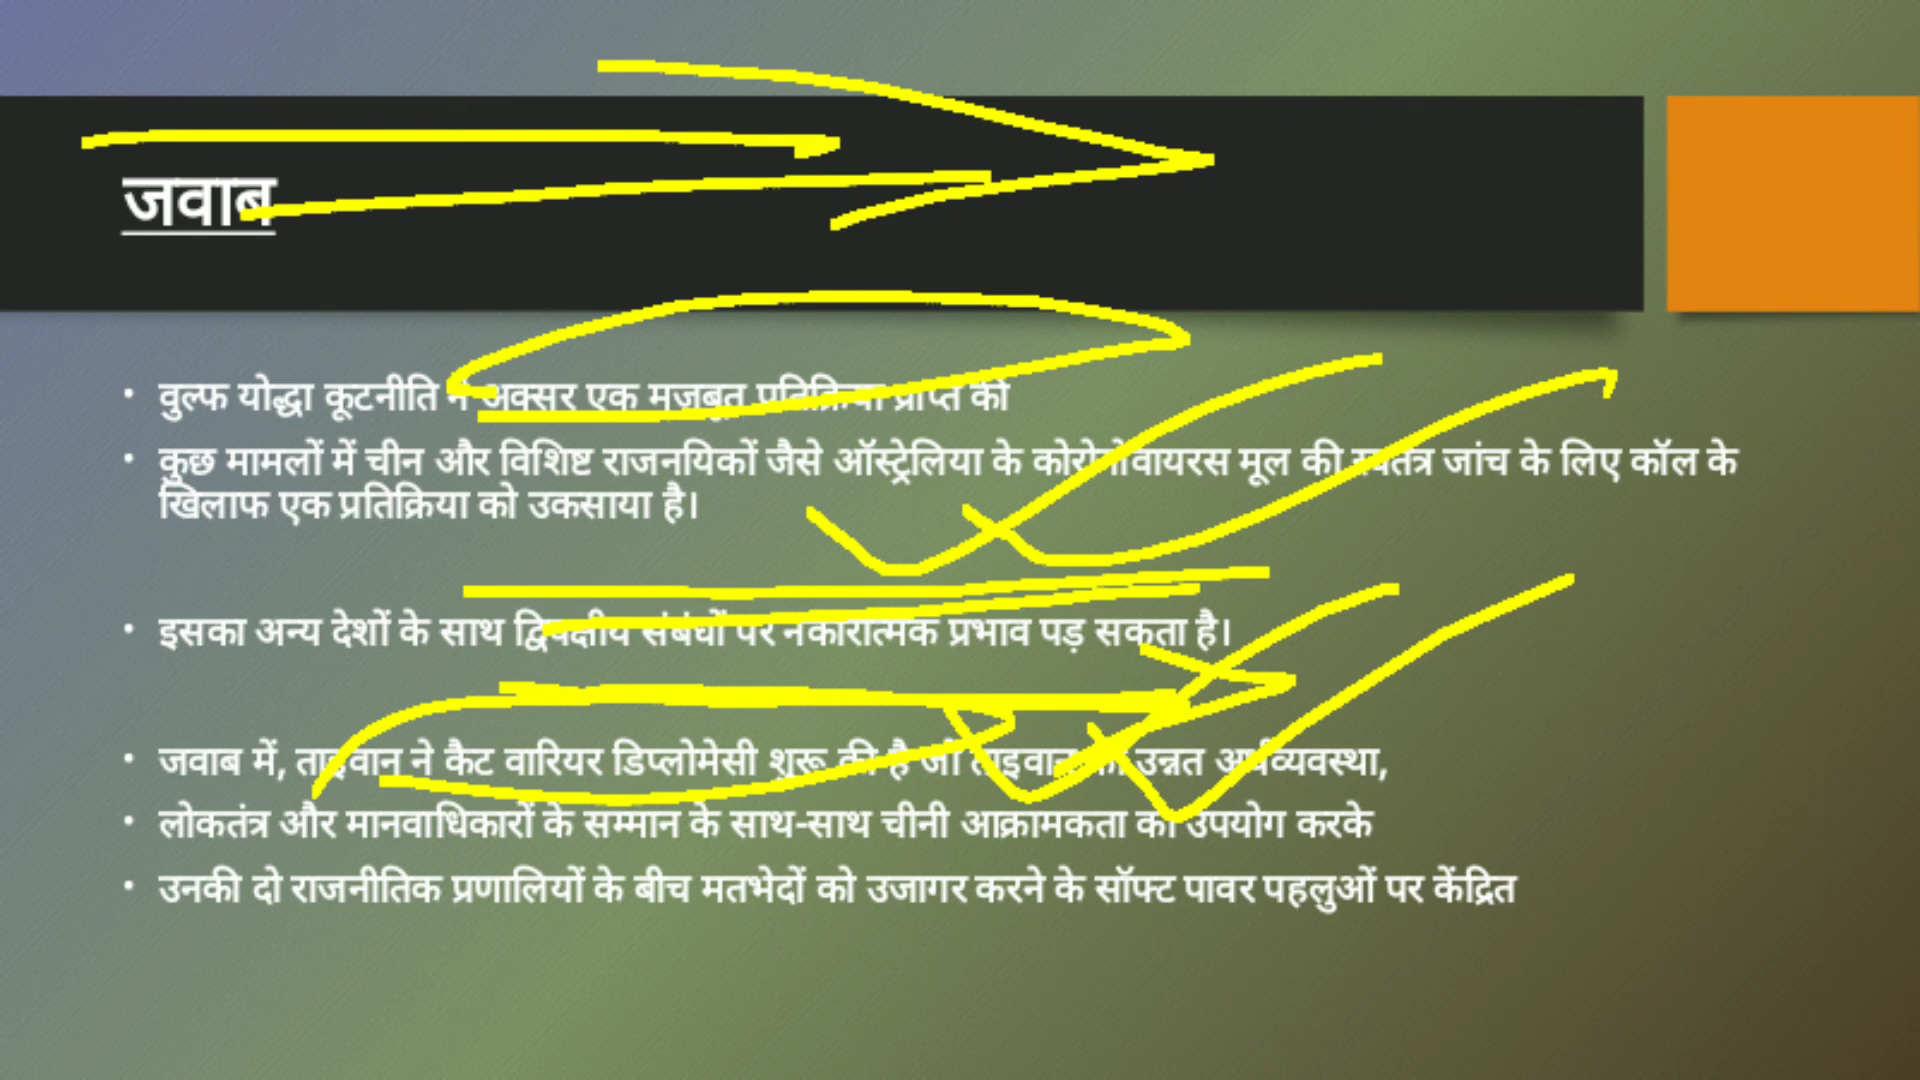 जवाब
• वुल्फ योद्धा कूटनीति ने अक्सर एक मजबूत प्रतिक्रिया प्राप्त की
• कुछ मामलों में चीन और विशिष्ट राजनयिकों जैसे ऑस्ट्रेलिया के कोरोनोवायरस मूल की स्वतंत्र जांच के लिए कॉल के
खिलाफ एक प्रतिक्रिया को उकसाया है।
• इसका अन्य देशों के साथ द्विपक्षीय संबंधों पर नकारात्मक प्रभाव पड़ सकता है।
• जवाब में, ताइवान ने कैट वारियर डिप्लोमेसी शुरू की है जो ताइवान की उन्नत अर्थव्यवस्था,
• लोकतंत्र और मानवाधिकारों के सम्मान के साथ-साथ चीनी आक्रामकता का उपयोग करके
• उनकी दो राजनीतिक प्रणालियों के बीच मतभेदों को उजागर करने के सॉफ्ट पावर पहलुओं पर केंद्रित